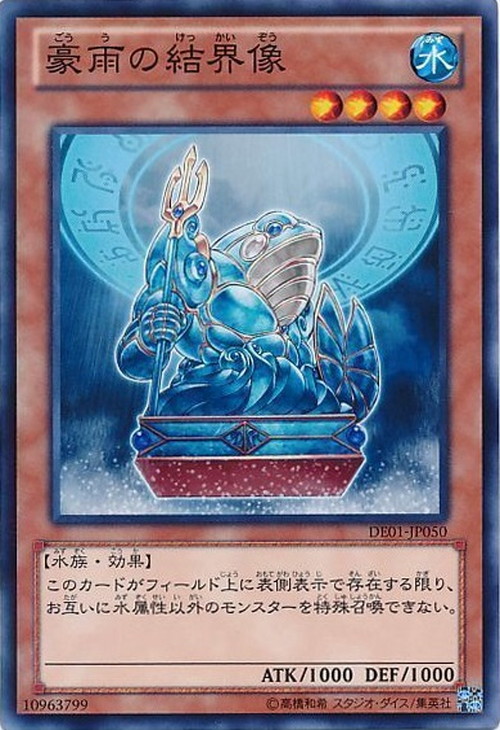 豪雨の結界像
水
DE01-JP050
【水族・効果】
このカードがフィールド上に表側表示で存在する限り、
お互いに水属性以外のモンスターを特殊召喚できない。
ATK/1000 DEF/1000
10963799
©高橋和希 スタジオ・ダイス/集英社